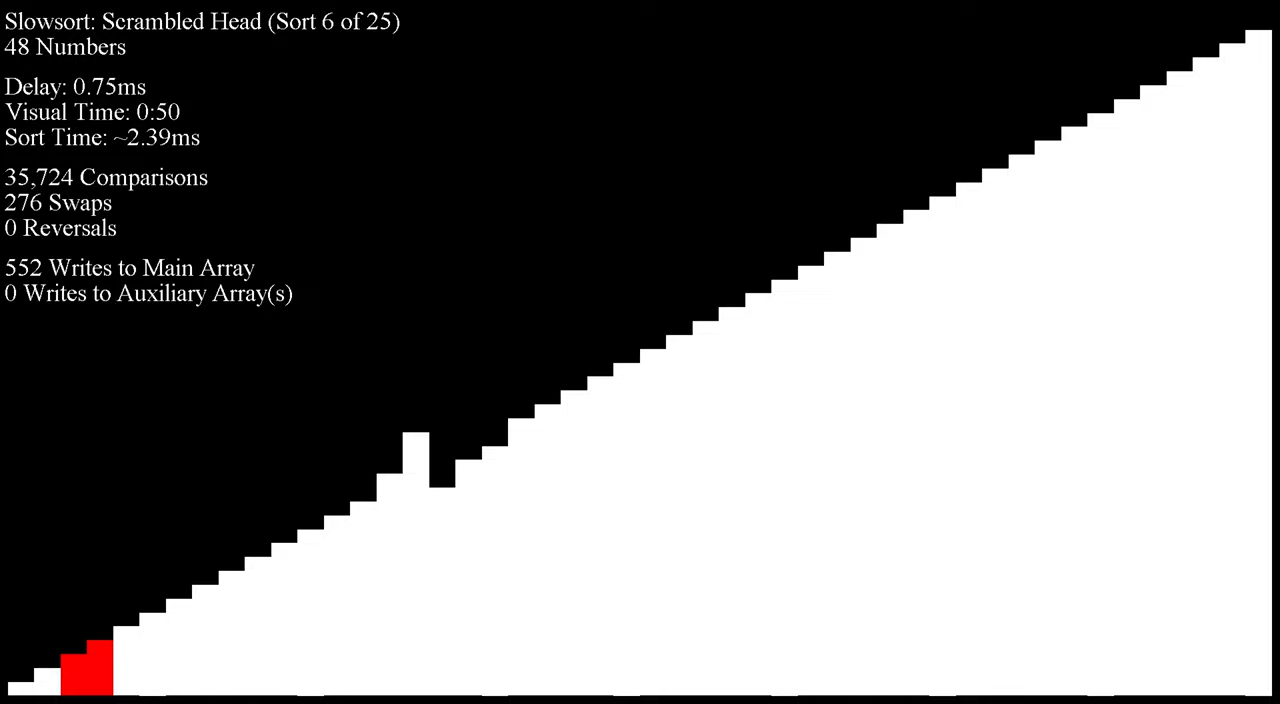 Slowsort: Scrambled Head (Sort 6 of 25)
48 Numbers
Delay: 0.75ms
Visual Time: 0:50
Sort Time: ~2.39ms
35,724 Comparisons
276 Swaps
0 Reversals
552 Writes to Main Array
0 Writes to Auxiliary Array(s)